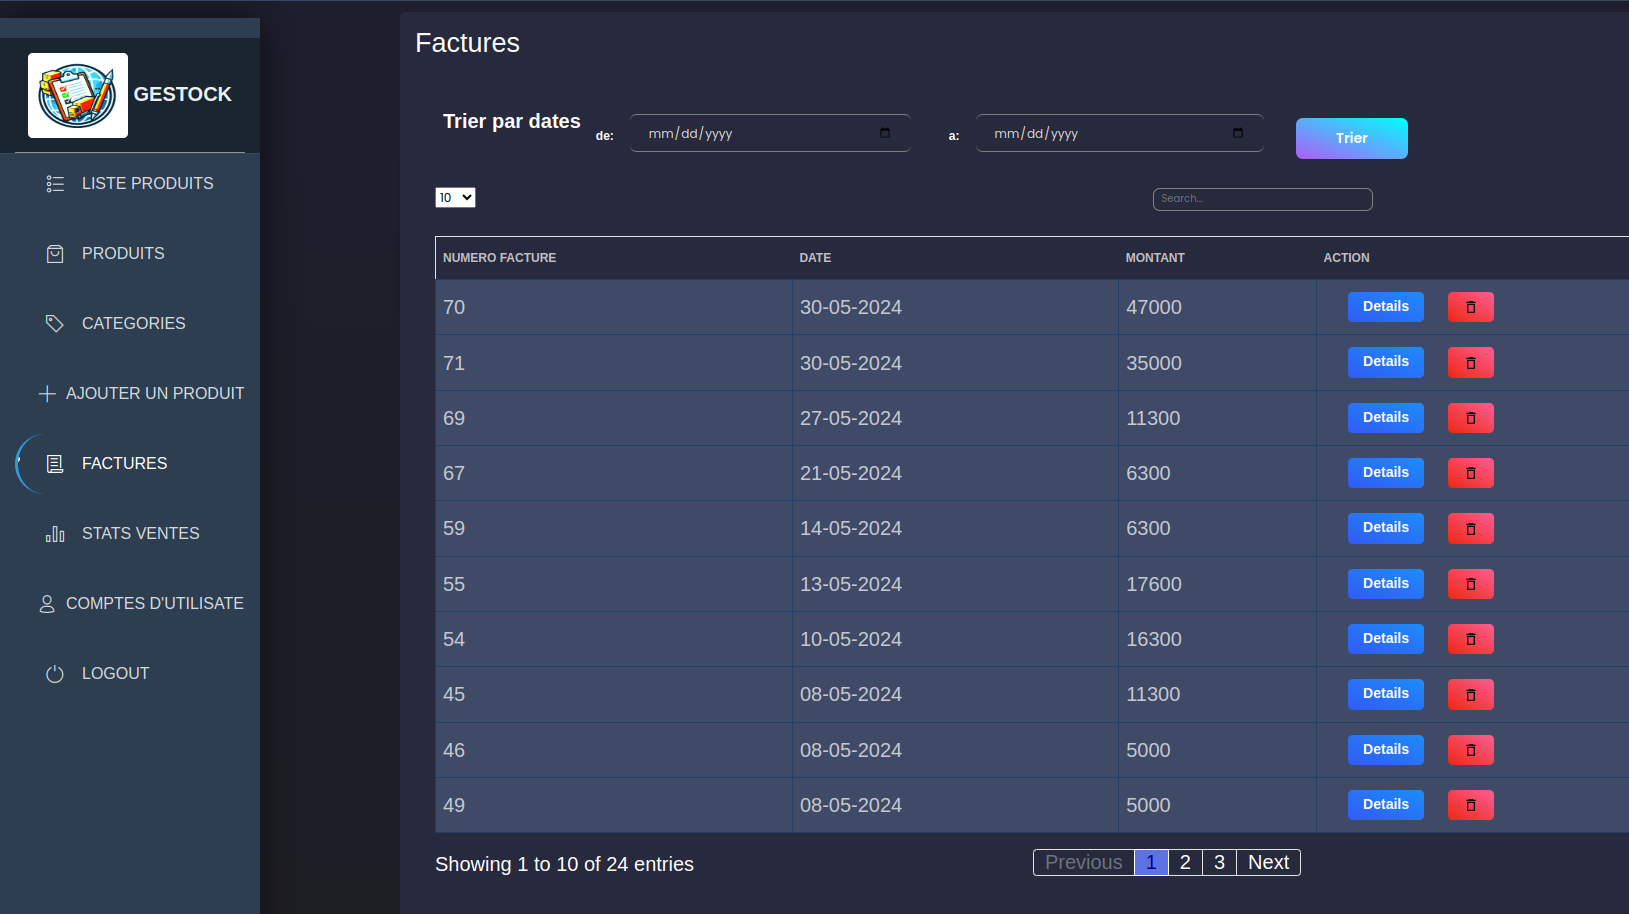 GESTOCK
LISTE PRODUITS
PRODUITS
CATEGORIES
AJOUTER UN PRODUIT
FACTURES
STATS VENTES
COMPTES D'UTILISATE
LOGOUT
Factures
Trier par dates de: mm/dd/yyyy a: mm/dd/yyyy Trier
10 Search...
NUMERO FACTURE DATE MONTANT ACTION
70 30-05-2024 47000 Details
71 30-05-2024 35000 Details
69 27-05-2024 11300 Details
67 21-05-2024 6300 Details
59 14-05-2024 6300 Details
55 13-05-2024 17600 Details
54 10-05-2024 16300 Details
45 08-05-2024 11300 Details
46 08-05-2024 5000 Details
49 08-05-2024 5000 Details
Showing 1 to 10 of 24 entries Previous 1 2 3 Next